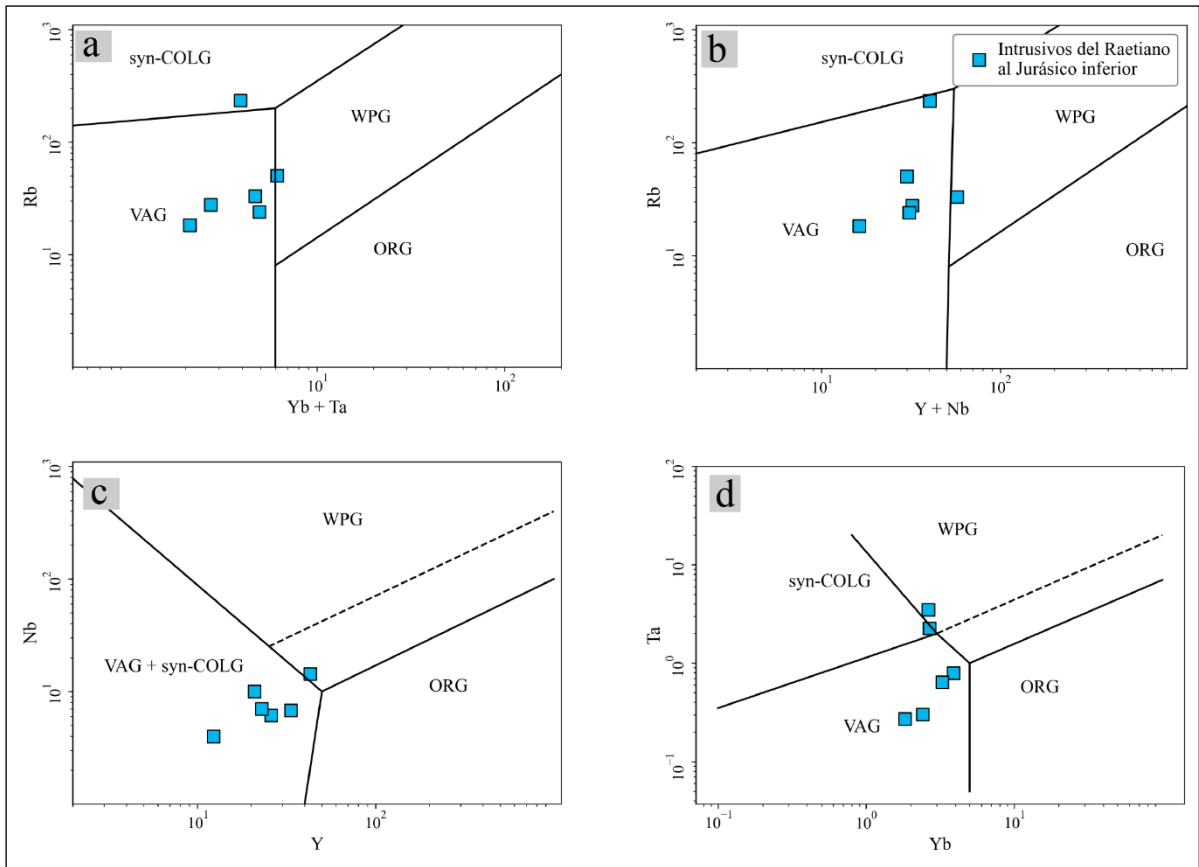 a
syn-COLG
WPG
VAG
ORG
10³
10²
10¹
Rb
10¹
10²
Yb + Ta
b
syn-COLG
Intrusivos del Raetiano
al Jurásico inferior
WPG
VAG
ORG
10³
10²
10¹
Rb
10¹
10²
Y + Nb
c
WPG
VAG + syn-COLG
ORG
10³
10²
10¹
Nb
10¹
10²
Y
d
WPG
syn-COLG
VAG
ORG
10²
10¹
10⁰
10⁻¹
Ta
10⁻¹
10⁰
10¹
Yb